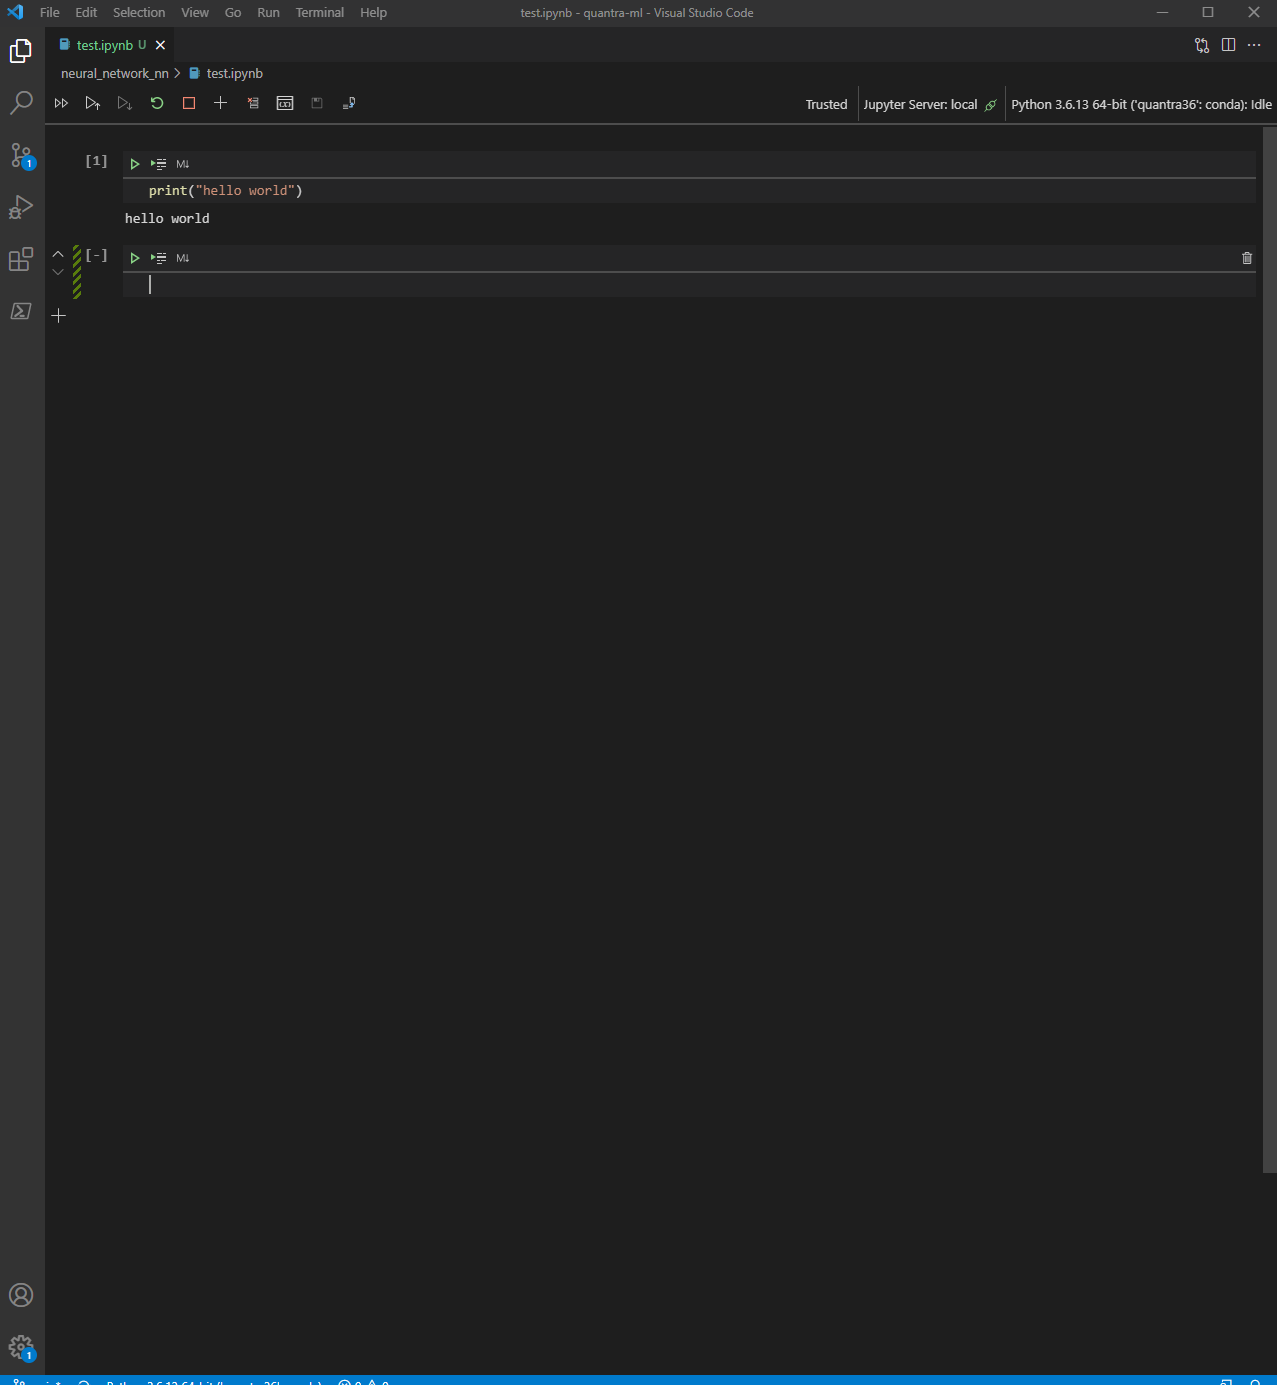 File Edit Selection View Go Run Terminal Help test.ipynb - quantra-ml - Visual Studio Code
test.ipynb U
neural_network_nn > test.ipynb
Trusted Jupyter Server: local Python 3.6.13 64-bit ('quantra36': conda): Idle
[1] M↓
1
print("hello world")
hello world
[-] M↓
1